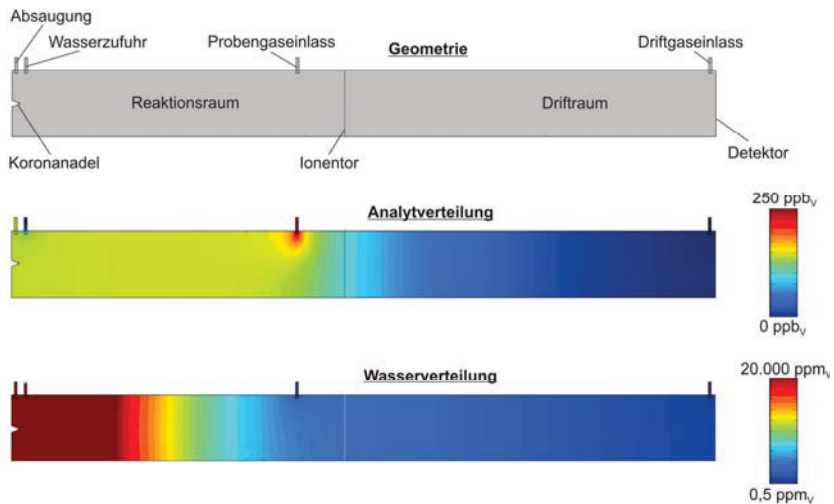 Absaugung
Wasserzufuhr
Probengaseinlass
Geometrie
Driftgaseinlass
Reaktionsraum
Driftraum
Koronanadel
Ionentor
Detektor
Analytverteilung
250 ppbv
0 ppbv
Wasserverteilung
20.000 ppmv
0,5 ppmv